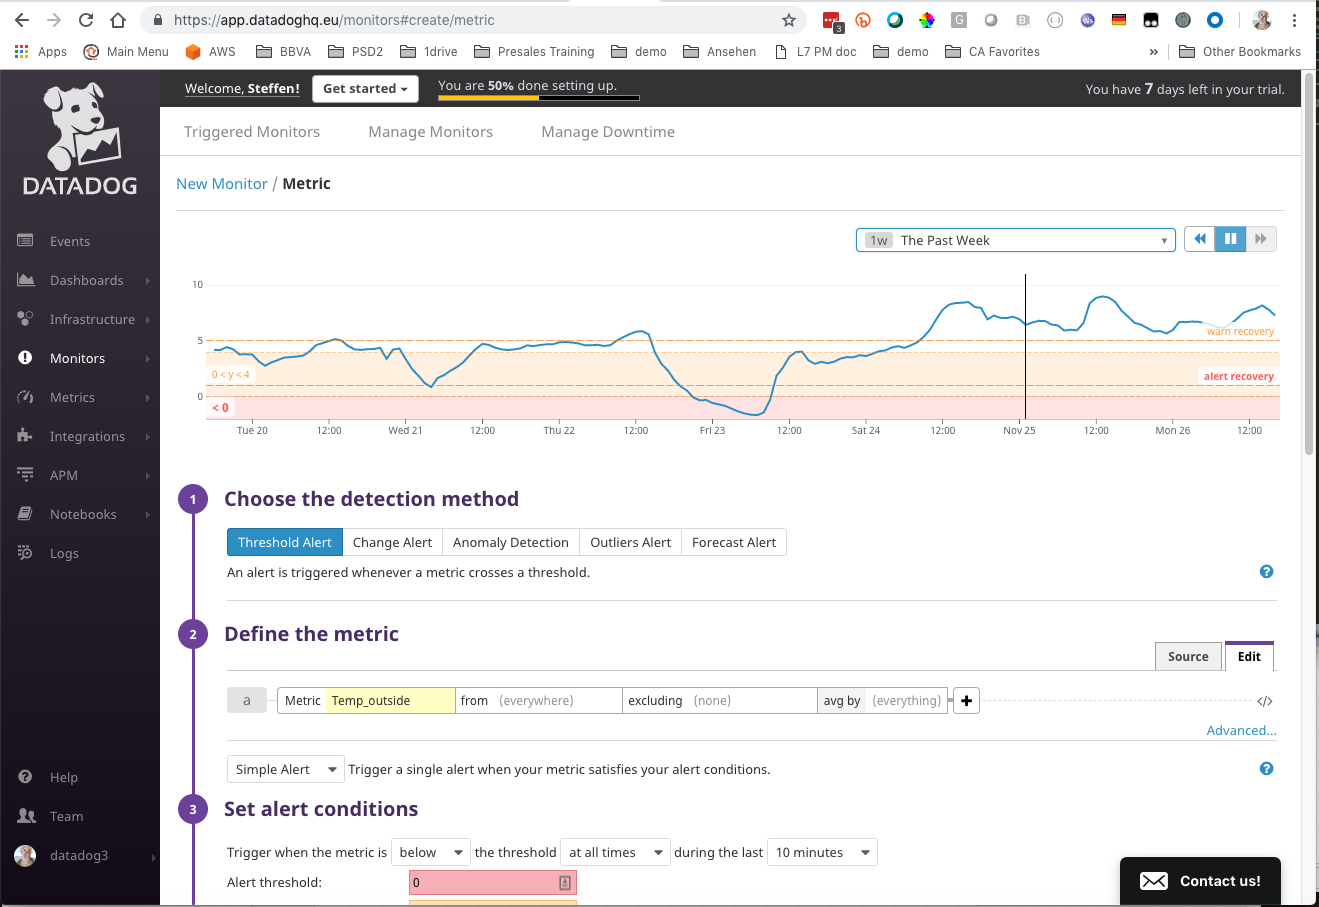 https://app.datadoghq.eu/monitors#create/metric
3
Apps Main Menu AWS BBVA PSD2 1drive Presales Training demo Ansehen L7 PM doc demo CA Favorites » Other Bookmarks
Welcome, Steffen! Get started You are 50% done setting up. You have 7 days left in your trial.
DATADOG
Triggered Monitors Manage Monitors Manage Downtime
New Monitor / Metric
1w The Past Week
10
5
0
warn recovery
0 < y < 4
alert recovery
< 0
Tue 20 12:00 Wed 21 12:00 Thu 22 12:00 Fri 23 12:00 Sat 24 12:00 Nov 25 12:00 Mon 26 12:00
Events
Dashboards
Infrastructure
Monitors
Metrics
Integrations
APM
Notebooks
Logs
Help
Team
datadog3
1 Choose the detection method
Threshold Alert Change Alert Anomaly Detection Outliers Alert Forecast Alert
An alert is triggered whenever a metric crosses a threshold. ?
2 Define the metric
Source Edit
a Metric Temp_outside from (everywhere) excluding (none) avg by (everything) + </>
Advanced...
Simple Alert Trigger a single alert when your metric satisfies your alert conditions. ?
3 Set alert conditions
Trigger when the metric is below the threshold at all times during the last 10 minutes
Alert threshold: 0
Contact us!